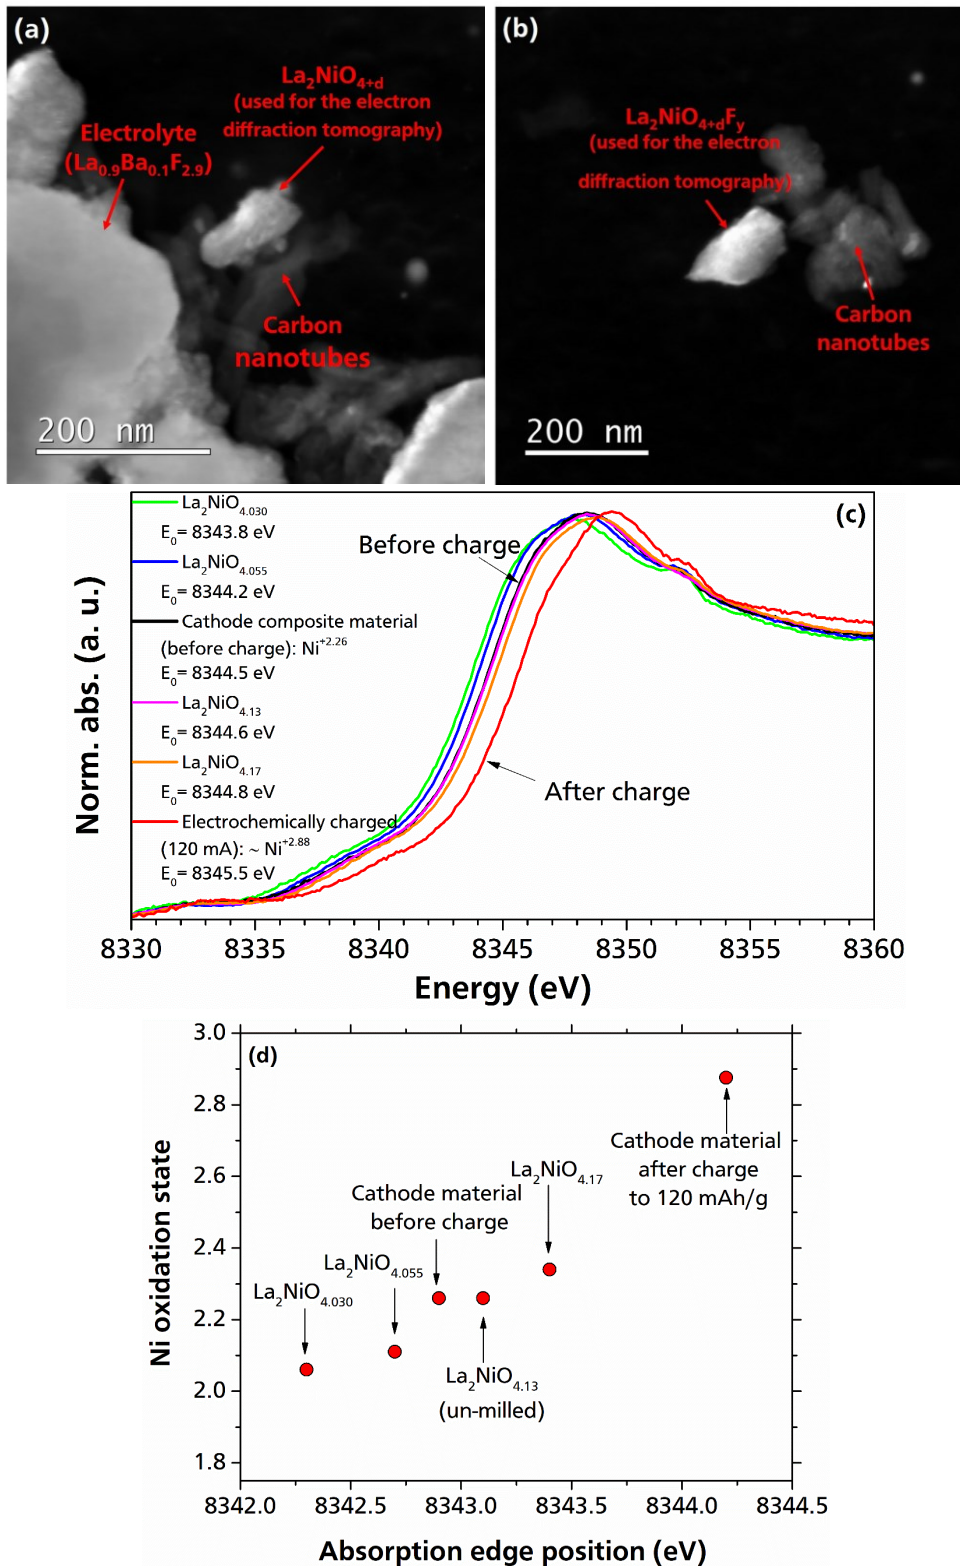 (a)
La₂NiO₄₊d
(used for the electron
diffraction tomography)
Electrolyte
(La₀.₉Ba₀.₁F₂.₉)
Carbon
nanotubes
200 nm
(b)
La₂NiO₄₊dFy
(used for the electron
diffraction tomography)
Carbon
nanotubes
200 nm
(c)
La₂NiO₄.₀₃₀
E₀= 8343.8 eV
La₂NiO₄.₀₅₅
E₀= 8344.2 eV
Cathode composite material
(before charge): Ni⁺²·²⁶
E₀= 8344.5 eV
La₂NiO₄.₁₃
E₀= 8344.6 eV
La₂NiO₄.₁₇
E₀= 8344.8 eV
Electrochemically charged
(120 mA): ~ Ni⁺²·⁸⁸
E₀= 8345.5 eV
Before charge
After charge
Norm. abs. (a. u.)
8330 8335 8340 8345 8350 8355 8360
Energy (eV)
(d)
3.0
2.8
2.6
2.4
2.2
2.0
1.8
Ni oxidation state
Cathode material
after charge
to 120 mAh/g
La₂NiO₄.₁₇
Cathode material
before charge
La₂NiO₄.₀₅₅
La₂NiO₄.₀₃₀
La₂NiO₄.₁₃
(un-milled)
8342.0 8342.5 8343.0 8343.5 8344.0 8344.5
Absorption edge position (eV)